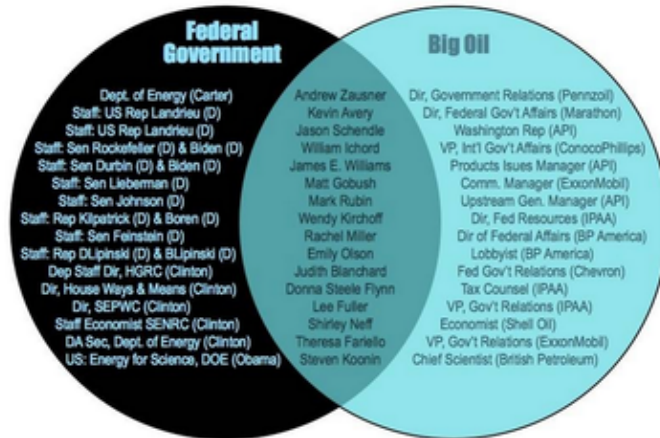 Federal
Government
Big Oil
Dept. of Energy (Carter) Andrew Zausner Dir, Government Relations (Pennzoil)
Staff: US Rep Landrieu (D) Kevin Avery Dir, Federal Gov't Affairs (Marathon)
Staff: US Rep Landrieu (D) Jason Schendle Washington Rep (API)
Staff: Sen Rockefeller (D) & Biden (D) William Ichord VP, Int'l Gov't Affairs (ConocoPhillips)
Staff: Sen Durbin (D) & Biden (D) James E. Williams Products Isues Manager (API)
Staff: Sen Lieberman (D) Matt Gobush Comm. Manager (ExxonMobil)
Staff: Sen Johnson (D) Mark Rubin Upstream Gen. Manager (API)
Staff: Rep Kilpatrick (D) & Boren (D) Wendy Kirchoff Dir, Fed Resources (IPAA)
Staff: Sen Feinstein (D) Rachel Miller Dir of Federal Affairs (BP America)
Staff: Rep DLipinski (D) & BLipinski (D) Emily Olson Lobbyist (BP America)
Dep Staff Dir, HGRC (Clinton) Judith Blanchard Fed Gov't Relations (Chevron)
Dir, House Ways & Means (Clinton) Donna Steele Flynn Tax Counsel (IPAA)
Dir, SEPWC (Clinton) Lee Fuller VP, Gov't Relations (IPAA)
Staff Economist SENRC (Clinton) Shirley Neff Economist (Shell Oil)
DA Sec, Dept. of Energy (Clinton) Theresa Fariello VP, Gov't Relations (ExxonMobil)
US: Energy for Science, DOE (Obama) Steven Koonin Chief Scientist (British Petroleum)